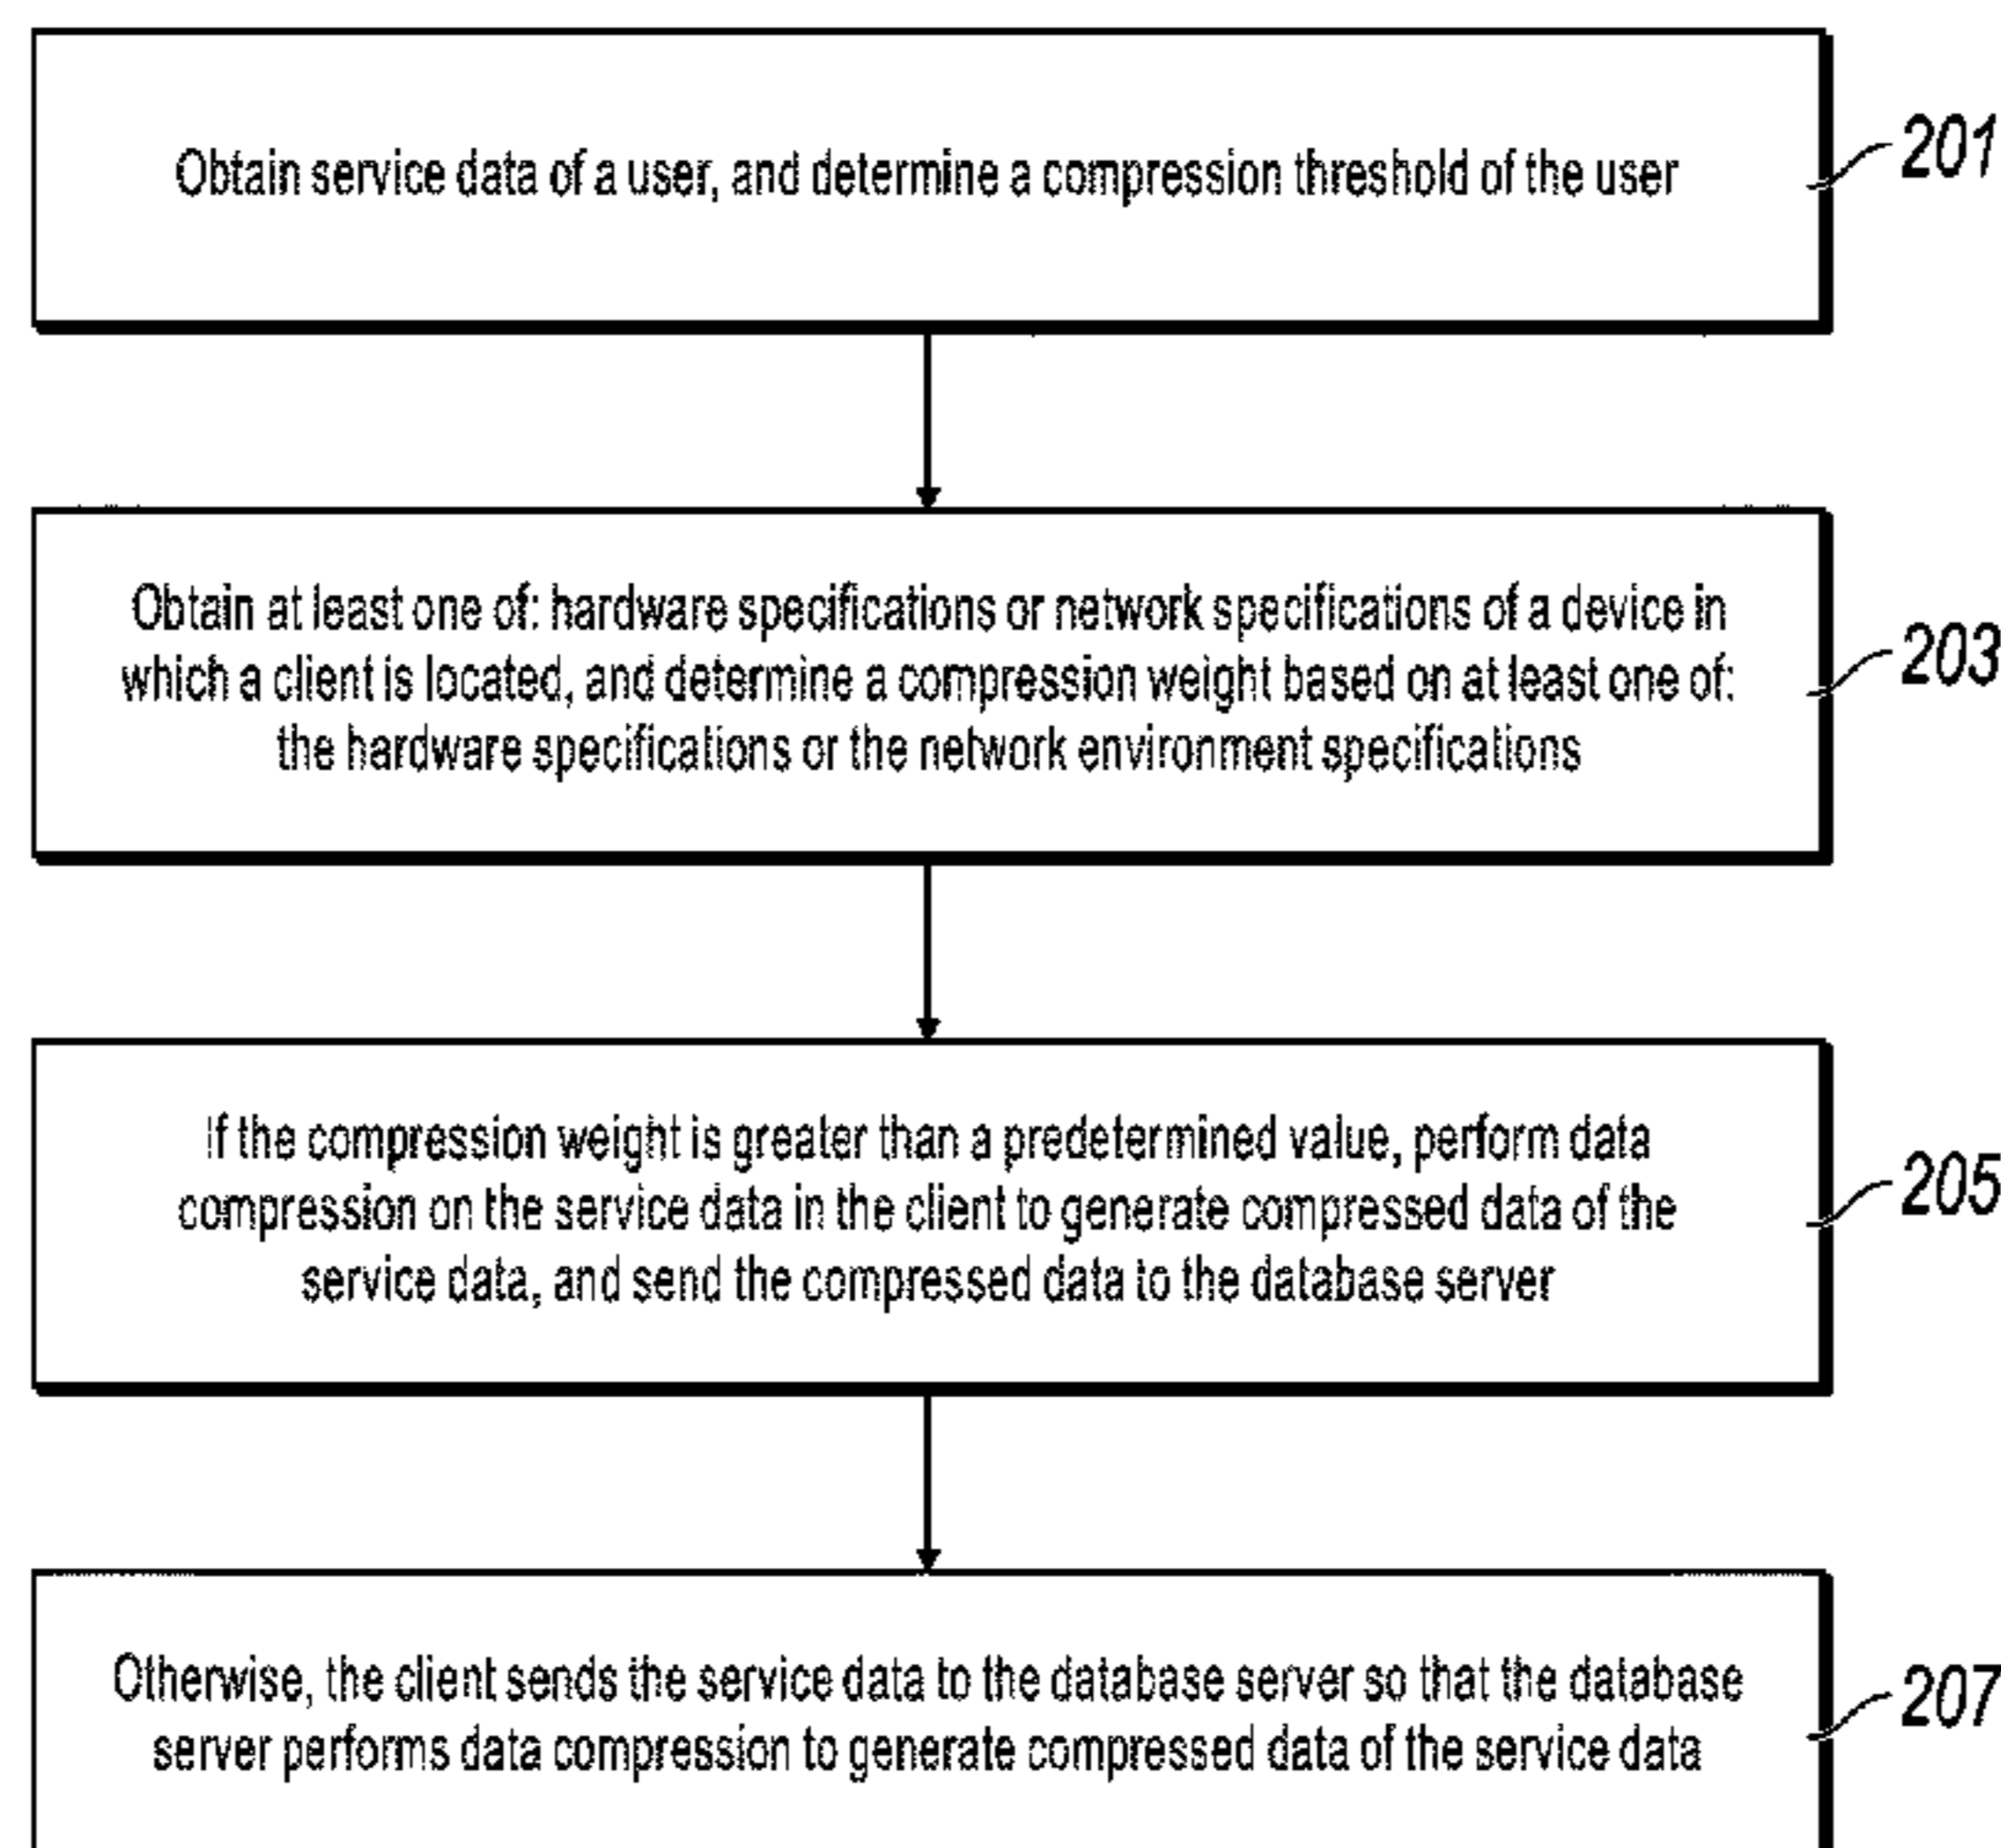 Obtain service data of a user, and determine a compression threshold of the user
201
Obtain at least one of: hardware specifications or network specifications of a device in
which a client is located, and determine a compression weight based on at least one of:
the hardware specifications or the network environment specifications
203
If the compression weight is greater than a predetermined value, perform data
compression on the service data in the client to generate compressed data of the
service data, and send the compressed data to the database server
205
Otherwise, the client sends the service data to the database server so that the database
server performs data compression to generate compressed data of the service data
207